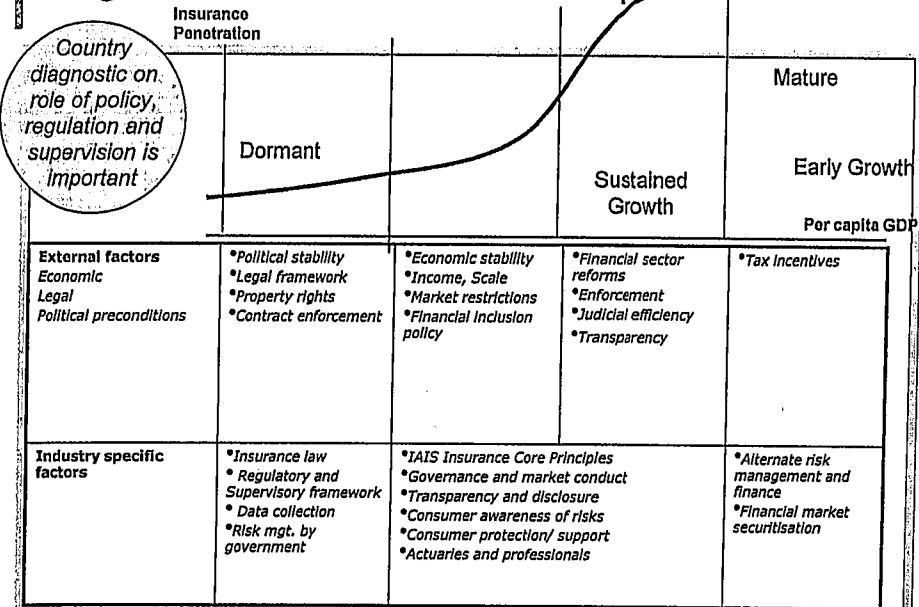 Insurance
Penetration
Country
diagnostic on
role of policy,
regulation and
supervision is
important
Dormant
Sustained
Growth
Mature
Early Growth
Per capita GDP
External factors
Economic
Legal
Political preconditions
•Political stability
•Legal framework
•Property rights
•Contract enforcement
•Economic stability
•Income, Scale
•Market restrictions
•Financial inclusion
policy
•Financial sector
reforms
•Enforcement
•Judicial efficiency
•Transparency
•Tax incentives
Industry specific
factors
•Insurance law
• Regulatory and
Supervisory framework
• Data collection
•Risk mgt. by
government
•IAIS Insurance Core Principles
•Governance and market conduct
•Transparency and disclosure
•Consumer awareness of risks
•Consumer protection/ support
•Actuaries and professionals
•Alternate risk
management and
finance
•Financial market
securitisation